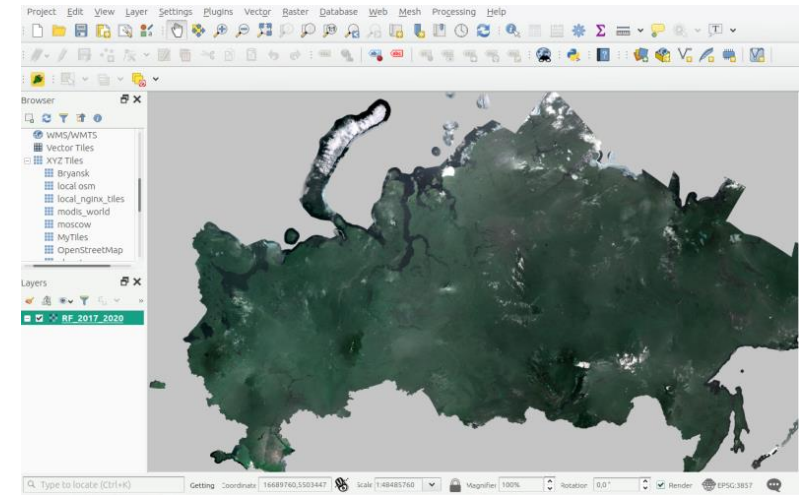 Project Edit View Layer Settings Plugins Vector Raster Database Web Mesh Processing Help
Browser
WMS/WMTS
Vector Tiles
XYZ Tiles
Bryansk
local osm
local_nginx_tiles
modis_world
moscow
MyTiles
OpenStreetMap
Layers
RF_2017_2020
Type to locate (Ctrl+K) Getting Coordinate 16689760,5503447 Scale 1:48485760 Magnifier 100% Rotation 0,0° Render EPSG:3857